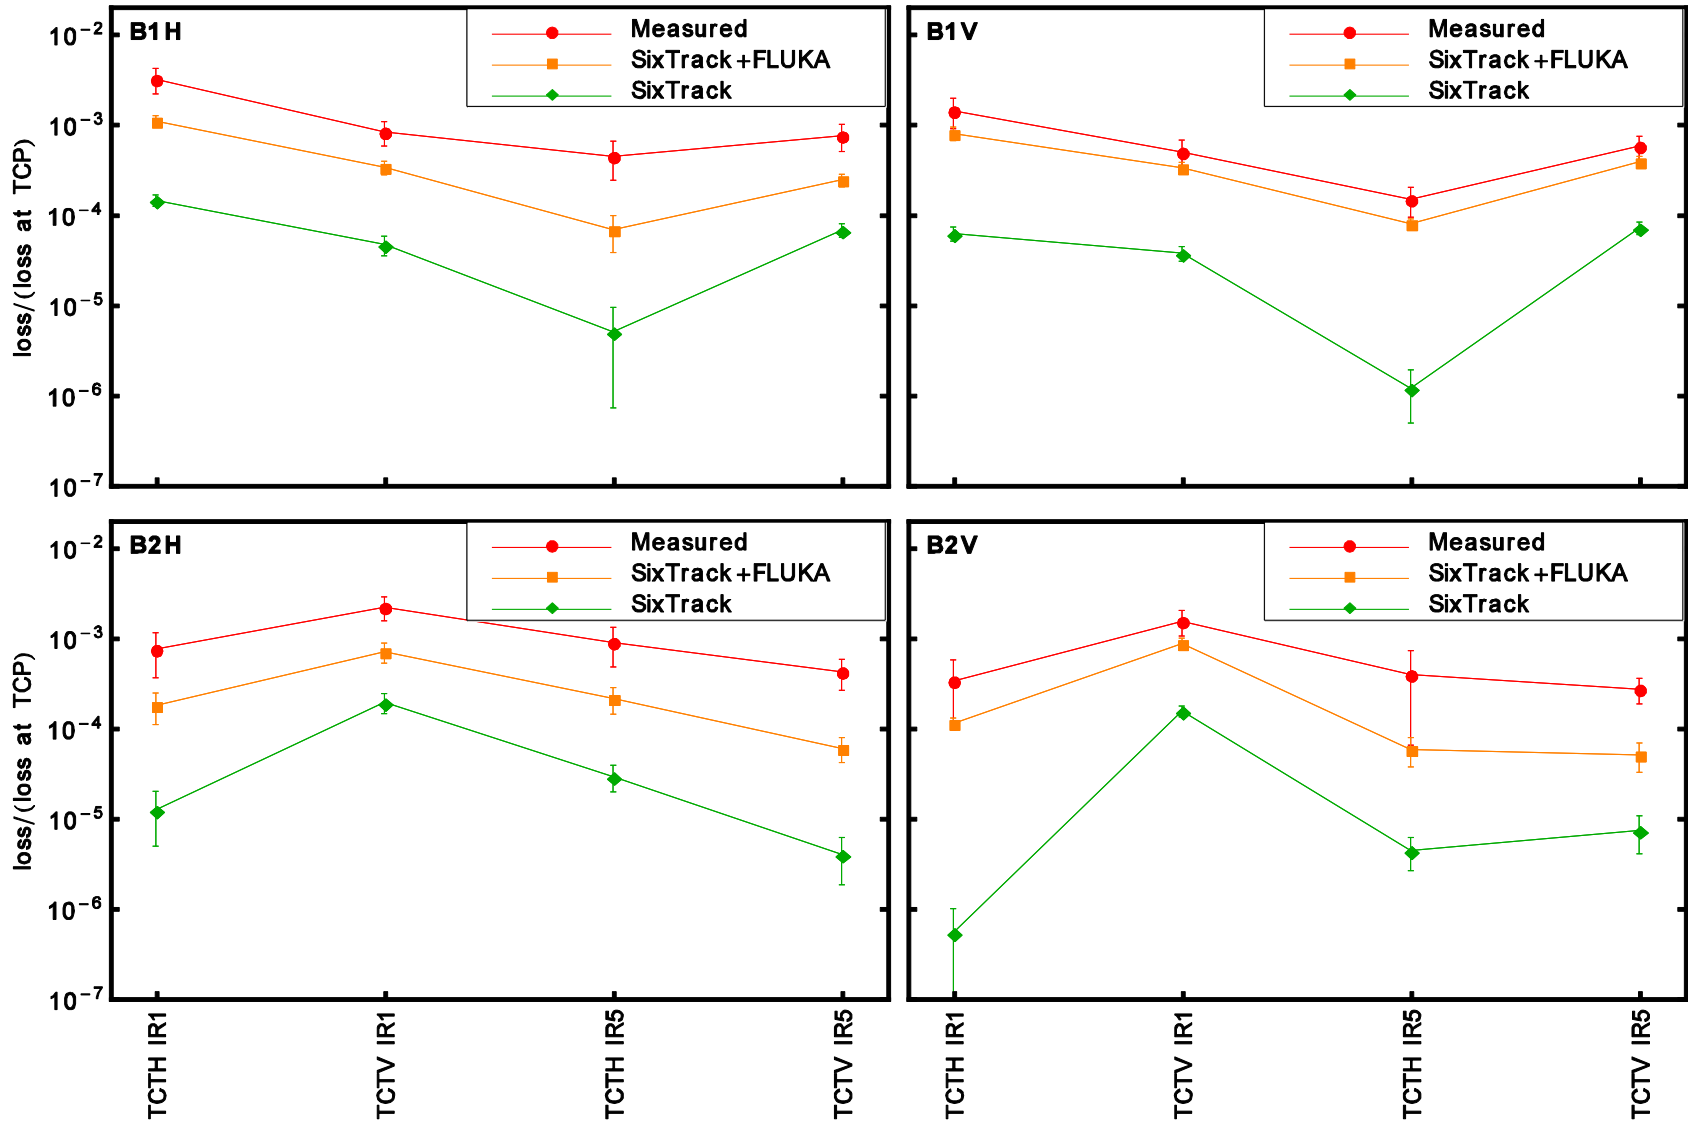 B1H
Measured
SixTrack+FLUKA
SixTrack
10⁻²
10⁻³
10⁻⁴
10⁻⁵
10⁻⁶
10⁻⁷
loss/(loss at TCP)
B1V
Measured
SixTrack+FLUKA
SixTrack
B2H
Measured
SixTrack+FLUKA
SixTrack
10⁻²
10⁻³
10⁻⁴
10⁻⁵
10⁻⁶
10⁻⁷
loss/(loss at TCP)
TCTH IR1
TCTV IR1
TCTH IR5
TCTV IR5
B2V
Measured
SixTrack+FLUKA
SixTrack
TCTH IR1
TCTV IR1
TCTH IR5
TCTV IR5